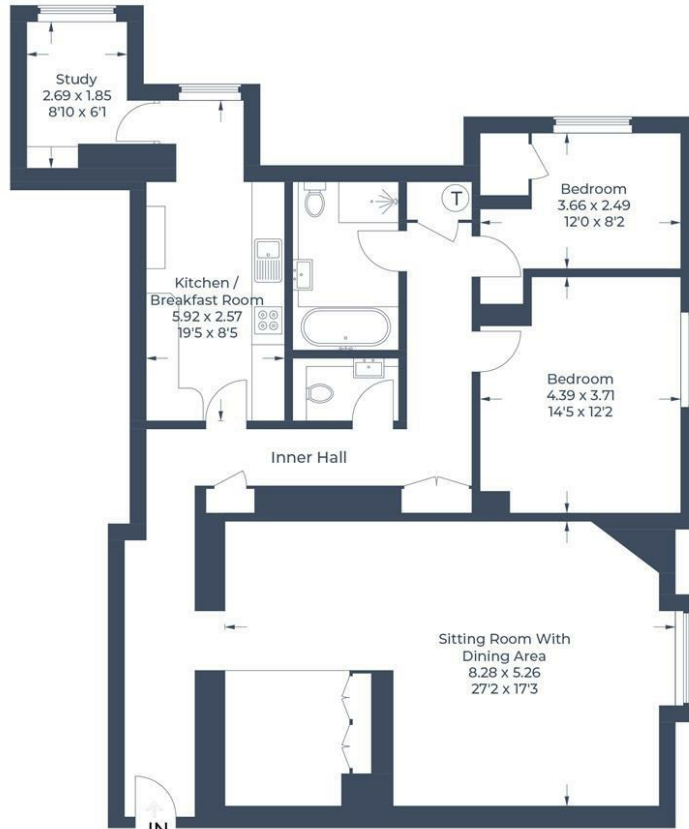 Study
2.69 x 1.85
8'10 x 6'1
T
Bedroom
3.66 x 2.49
12'0 x 8'2
Kitchen /
Breakfast Room
5.92 x 2.57
19'5 x 8'5
Bedroom
4.39 x 3.71
14'5 x 12'2
Inner Hall
Sitting Room With
Dining Area
8.28 x 5.26
27'2 x 17'3
IN